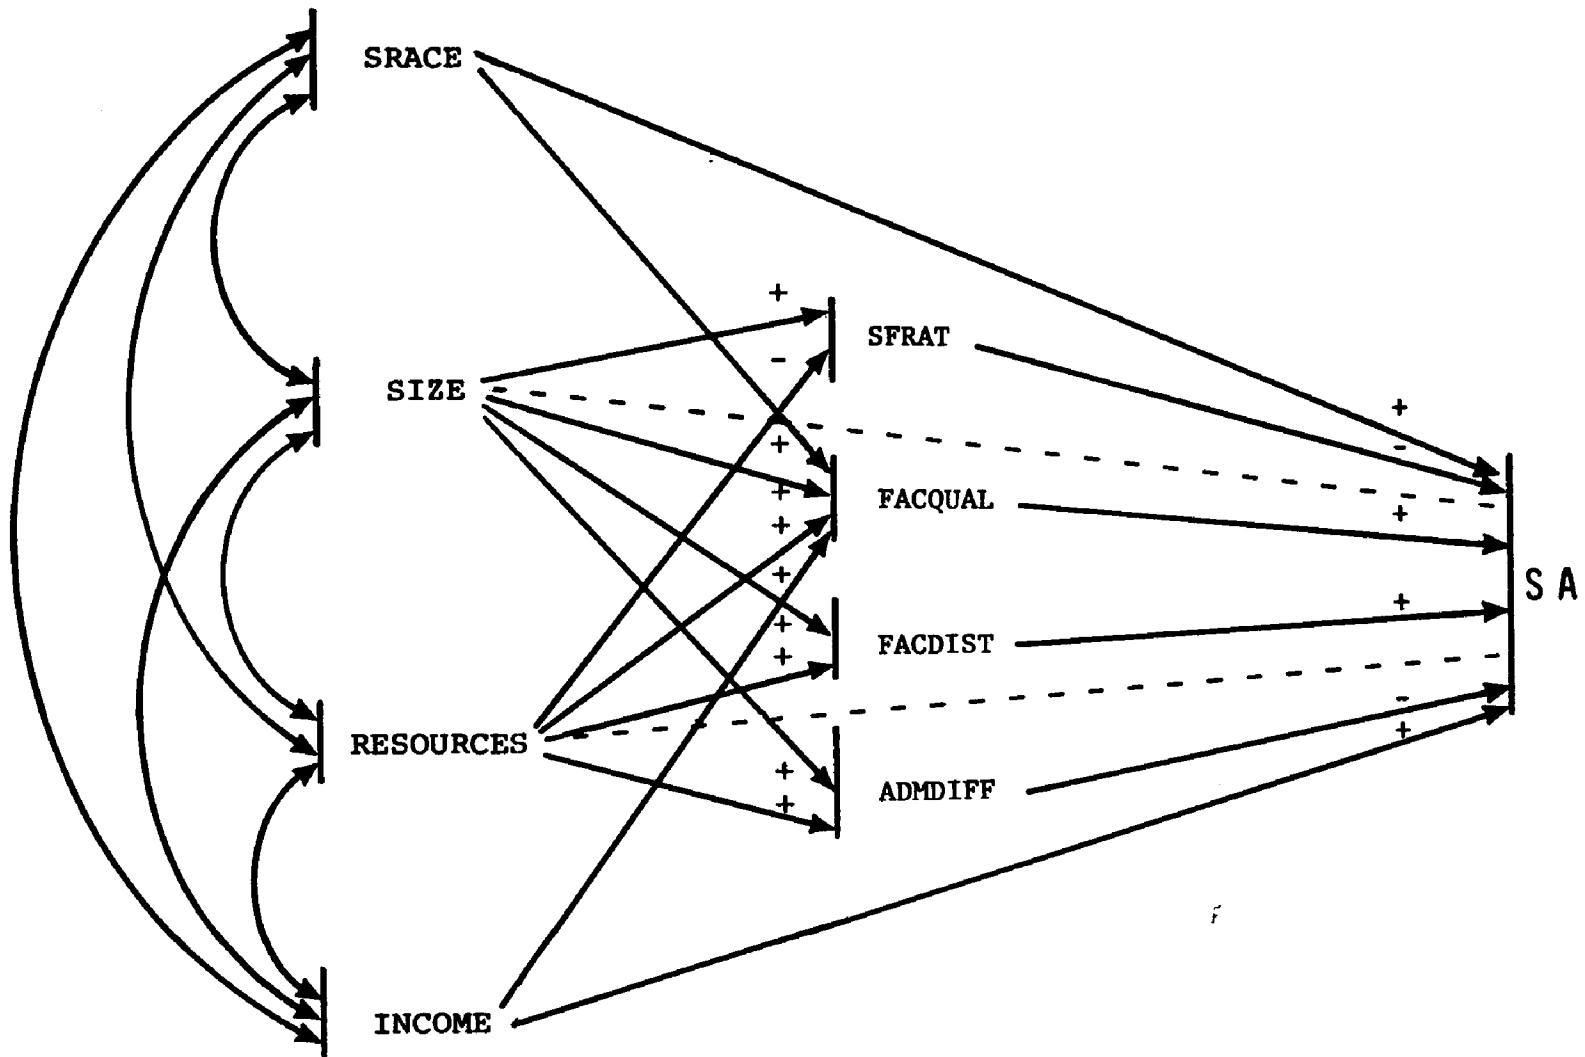 SRACE
+
SFRAT
-
SIZE
+
-
+
+
FACQUAL
+
+
+
SA
+
+
FACDIST
+
-
RESOURCES
+
+
ADMDIFF
+
INCOME